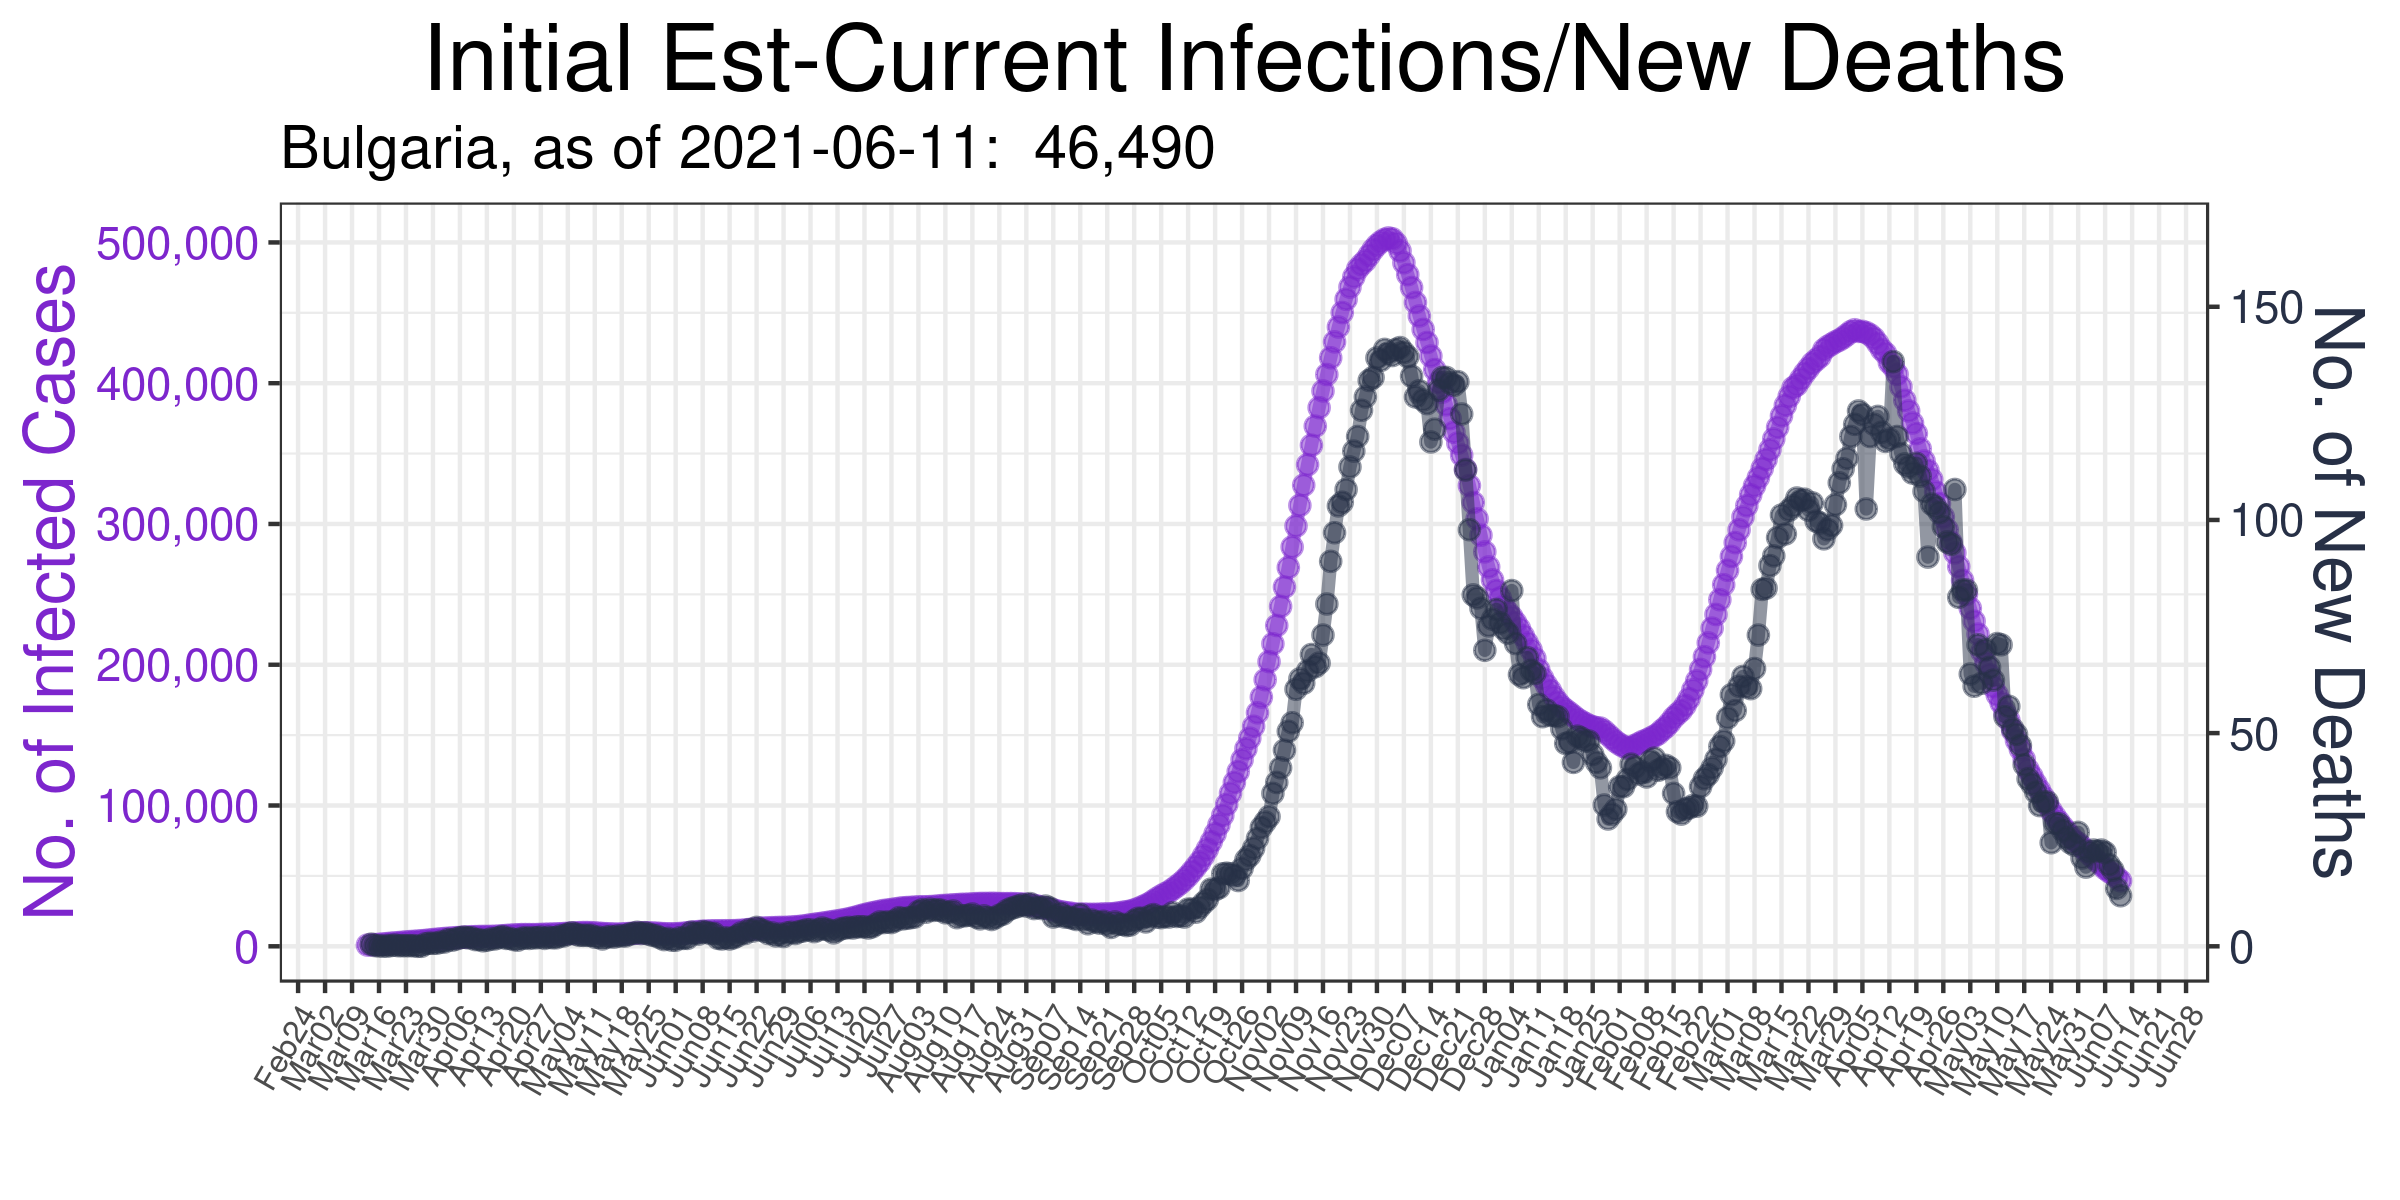 Initial Est-Current Infections/New Deaths
Bulgaria, as of 2021-06-11:  46,490
No. of Infected Cases
500,000
400,000
300,000
200,000
100,000
0
150
100
50
0
No. of New Deaths
Feb24
Mar02
Mar09
Mar16
Mar23
Mar30
Apr06
Apr13
Apr20
Apr27
May04
May11
May18
May25
Jun01
Jun08
Jun15
Jun22
Jun29
Jul06
Jul13
Jul20
Jul27
Aug03
Aug10
Aug17
Aug24
Aug31
Sep07
Sep14
Sep21
Sep28
Oct05
Oct12
Oct19
Oct26
Nov02
Nov09
Nov16
Nov23
Nov30
Dec07
Dec14
Dec21
Dec28
Jan04
Jan11
Jan18
Jan25
Feb01
Feb08
Feb15
Feb22
Mar01
Mar08
Mar15
Mar22
Mar29
Apr05
Apr12
Apr19
Apr26
May03
May10
May17
May24
May31
Jun07
Jun14
Jun21
Jun28